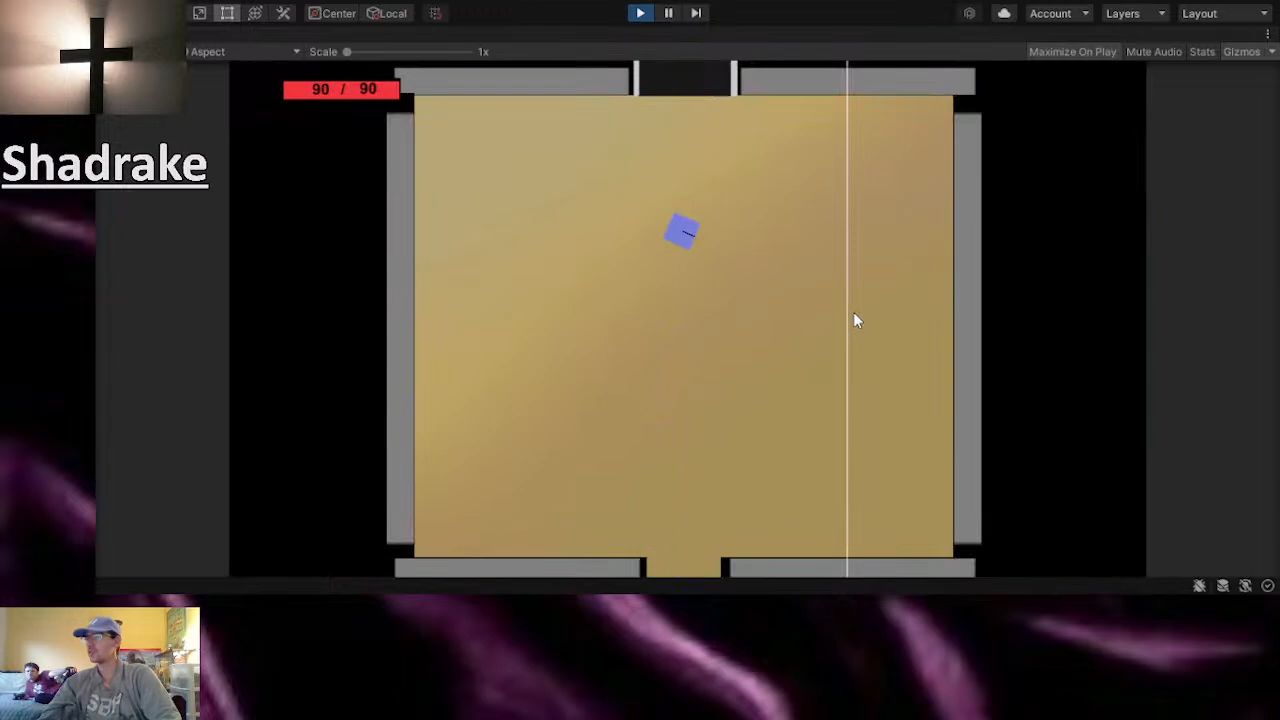 Center
Local
Account
Layers
Layout
Aspect
Scale
1x
Maximize On Play
Mute Audio
Stats
Gizmos
90 / 90
Shadrake